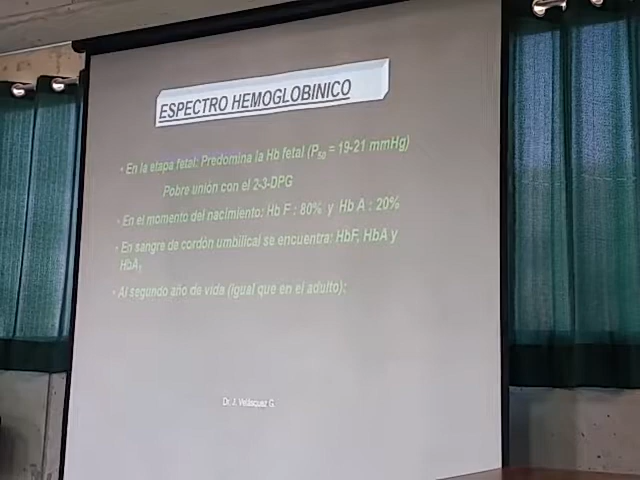 ESPECTRO HEMOGLOBINICO
• En la etapa fetal: Predomina la Hb fetal (P₅₀ = 19-21 mmHg)
Pobre unión con el 2-3-DPG
• En el momento del nacimiento: Hb F : 80% y Hb A : 20%
• En sangre de cordón umbilical se encuentra: HbF, HbA y
HbA₂
• Al segundo año de vida (igual que en el adulto):
Dr. J. Velásquez G.